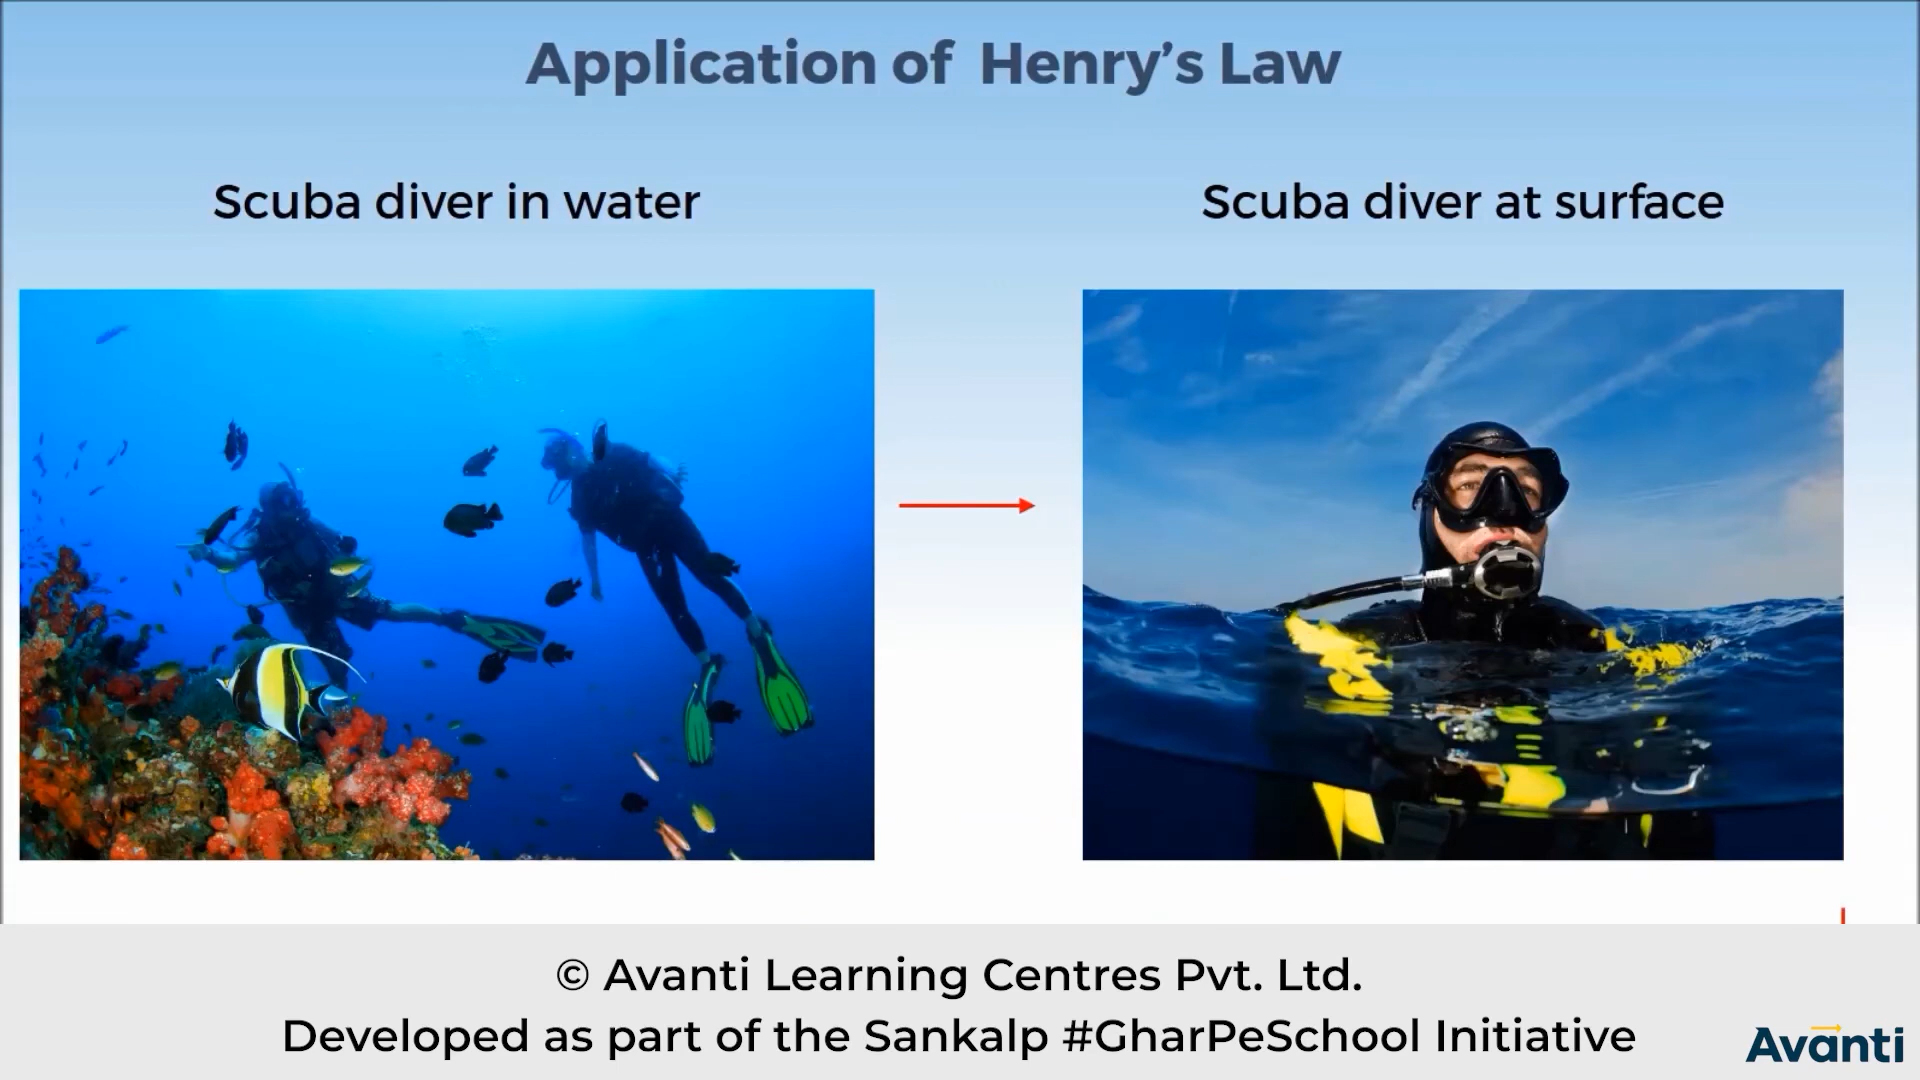 Application of Henry's Law
Scuba diver in water
Scuba diver at surface
© Avanti Learning Centres Pvt. Ltd.
Developed as part of the Sankalp #GharPeSchool Initiative
Avanti